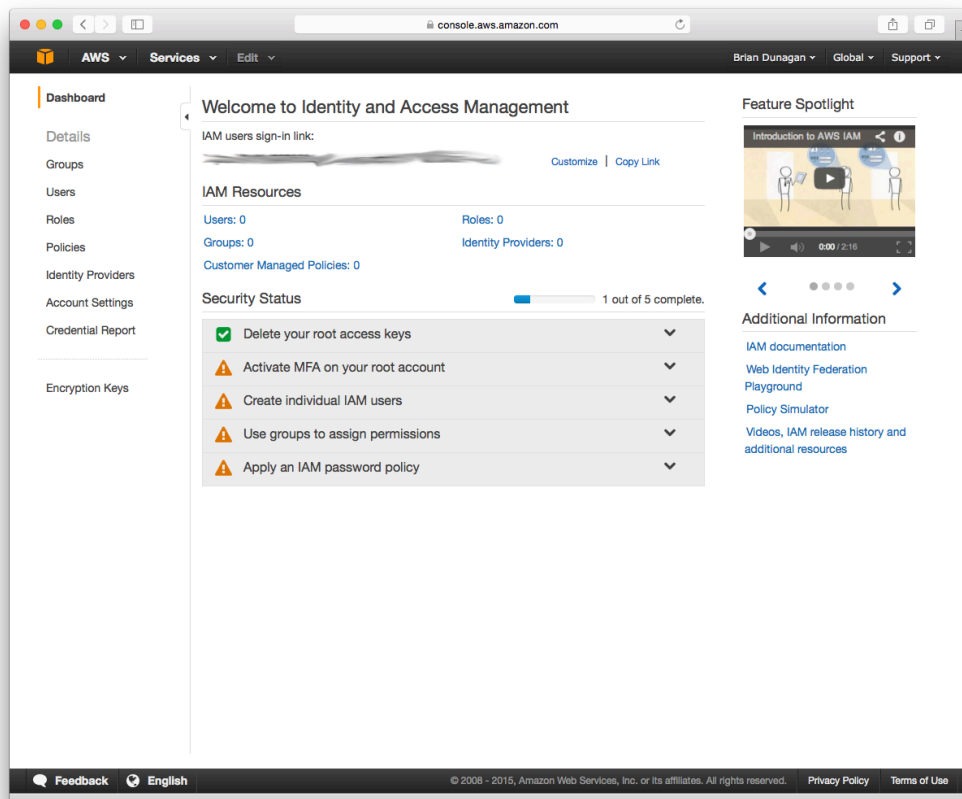 console.aws.amazon.com
AWS Services Edit Brian Dunagan Global Support
Dashboard
Details
Groups
Users
Roles
Policies
Identity Providers
Account Settings
Credential Report
Encryption Keys
Welcome to Identity and Access Management
IAM users sign-in link:
Customize | Copy Link
IAM Resources
Users: 0 Roles: 0
Groups: 0 Identity Providers: 0
Customer Managed Policies: 0
Security Status 1 out of 5 complete.
Delete your root access keys
Activate MFA on your root account
Create individual IAM users
Use groups to assign permissions
Apply an IAM password policy
Feature Spotlight
Introduction to AWS IAM
0:00 / 2:16
Additional Information
IAM documentation
Web Identity Federation
Playground
Policy Simulator
Videos, IAM release history and
additional resources
Feedback English © 2008 - 2015, Amazon Web Services, Inc. or its affiliates. All rights reserved. Privacy Policy Terms of Use